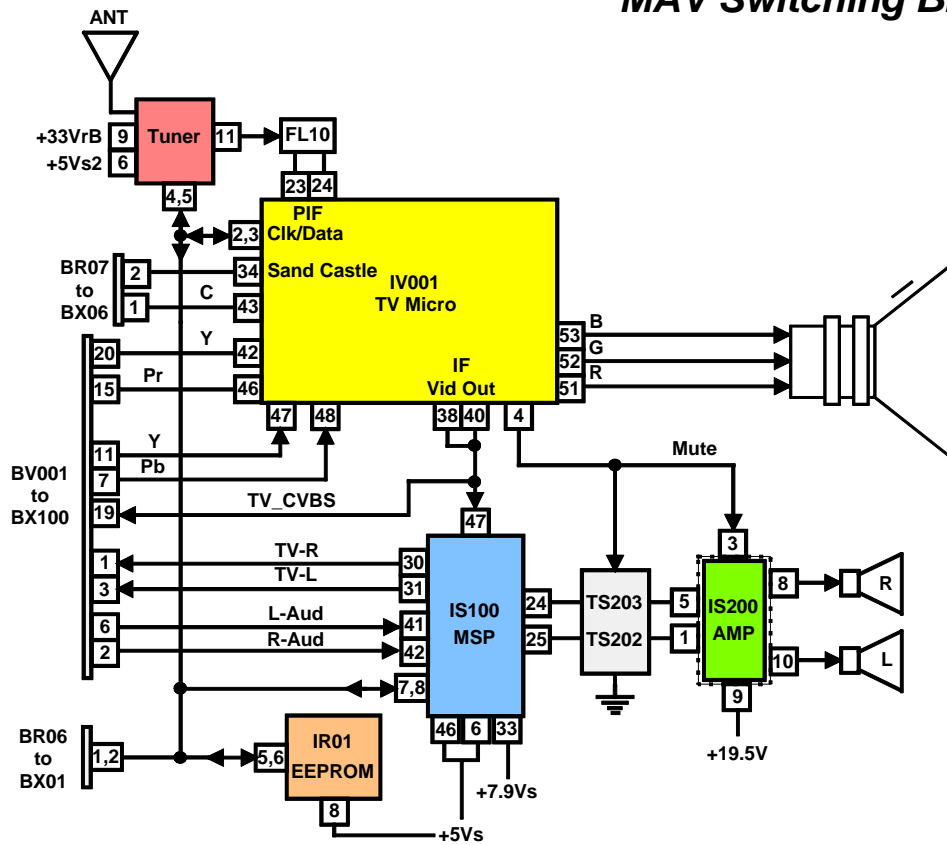 MAV Switching B
ANT
+33VrB 9 Tuner 11 FL10
+5Vs2 6
4,5 23 24
PIF
2,3 Clk/Data
BR07 2 34 Sand Castle
to C IV001
BX06 1 43 TV Micro
20 Y 42 53 B
52 G
15 Pr 46 IF 51 R
Vid Out
47 48 38 40 4
11 Y Mute
BV001 7 Pb
to
BX100 19 TV_CVBS
47 3
1 TV-R 30
3 TV-L 31 IS100 24 TS203 5 IS200 8 R
6 L-Aud 41 MSP 25 TS202 1 AMP
2 R-Aud 42 10 L
7,8 9
46 6 33 +19.5V
BR06
to 1,2 5,6 IR01
BX01 EEPROM
+7.9Vs
8
+5Vs